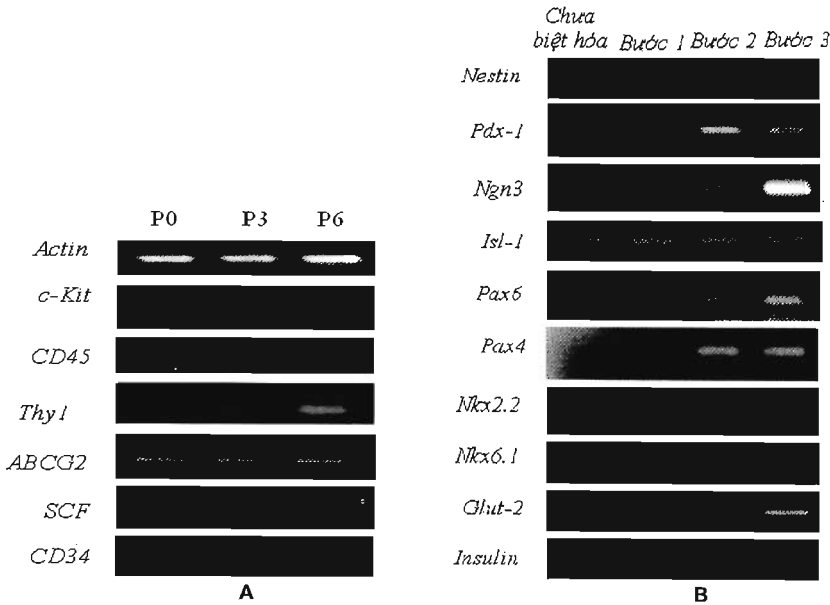 P0 P3 P6
Actin
c-Kit
CD45
Thy1
ABCG2
SCF
CD34
A
Chưa
biệt hóa Bước 1 Bước 2 Bước 3
Nestin
Pdx-1
Ngn3
Isl-1
Pax6
Pax4
Nkx2.2
Nkx6.1
Glut-2
Insulin
B